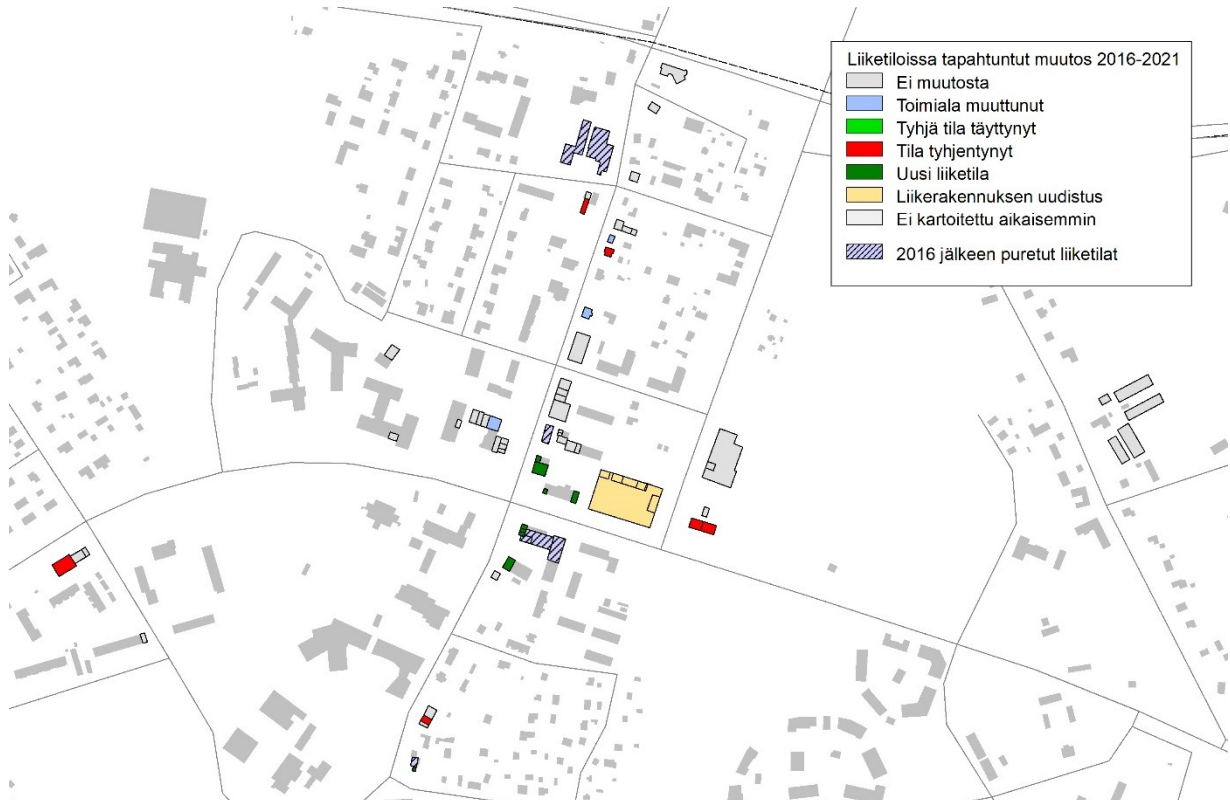 Liiketiloissa tapahtuntut muutos 2016-2021
Ei muutosta
Toimiala muuttunut
Tyhjä tila täyttynyt
Tila tyhjentynyt
Uusi liiketila
Liikerakennuksen uudistus
Ei kartoitettu aikaisemmin
2016 jälkeen puretut liiketilat